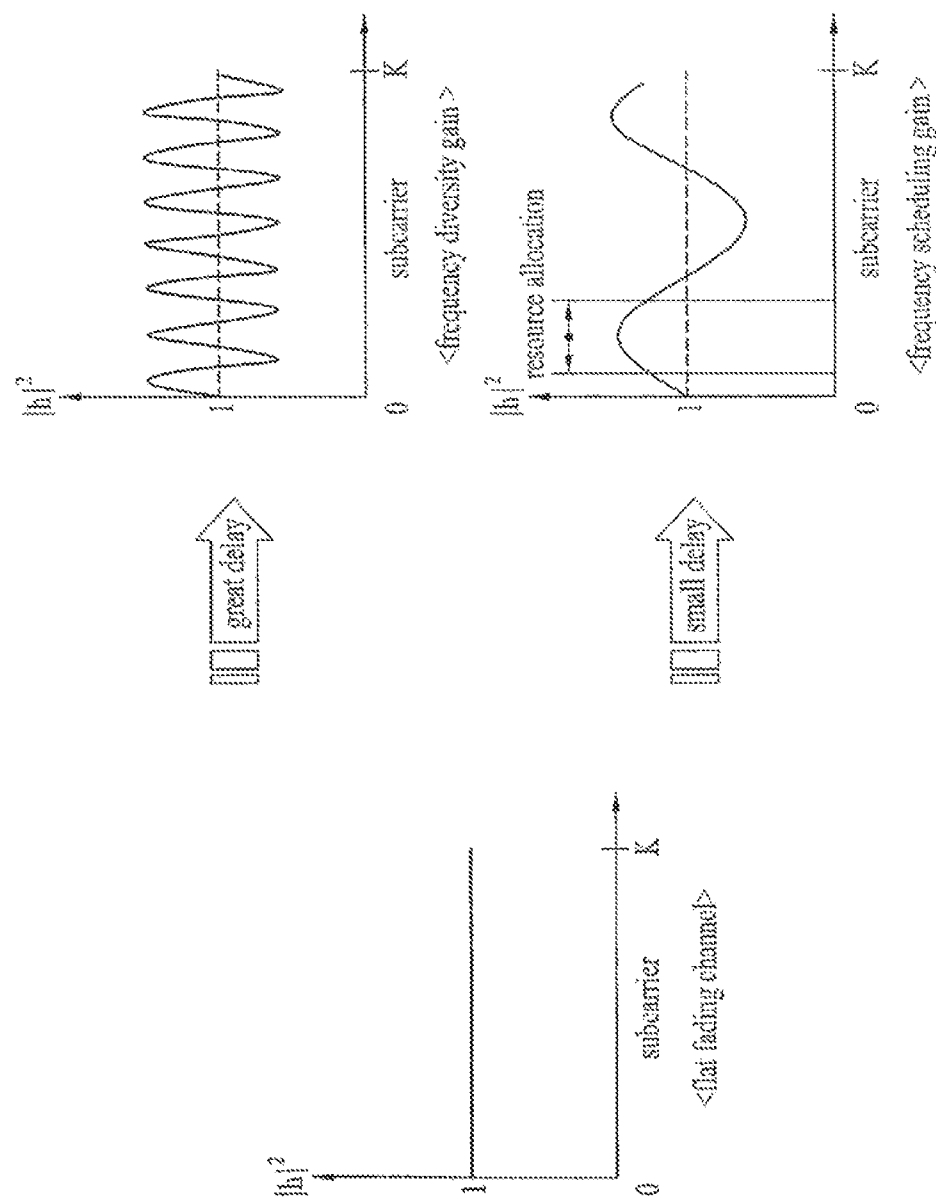 |h|²
1
0
K
subcarrier
<flat fading channel>
great delay
|h|²
1
0
K
subcarrier
<frequency diversity gain >
small delay
|h|²
resource allocation
1
0
K
subcarrier
<frequency scheduling gain >